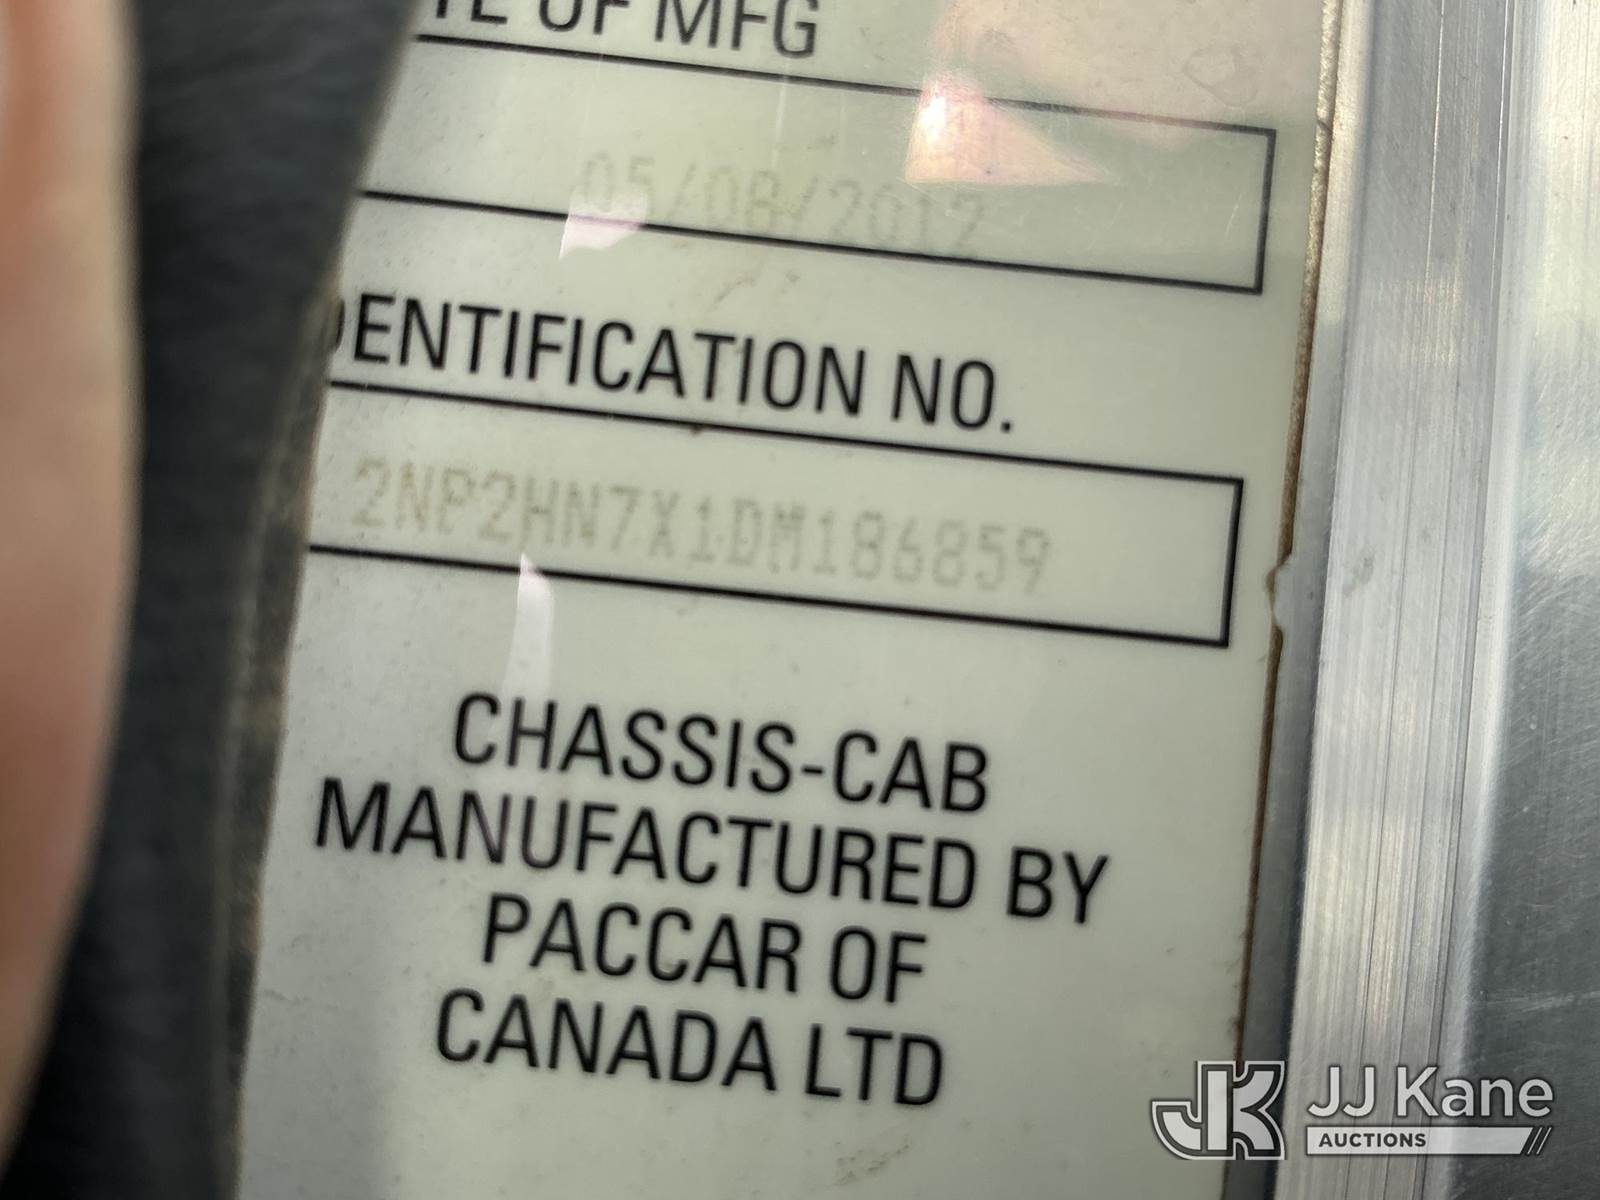 OF MFG
05/08/2012
DENTIFICATION NO.
2NP2HN7X1DM186859
CHASSIS-CAB
MANUFACTURED BY
PACCAR OF
CANADA LTD
JK JJ Kane
AUCTIONS